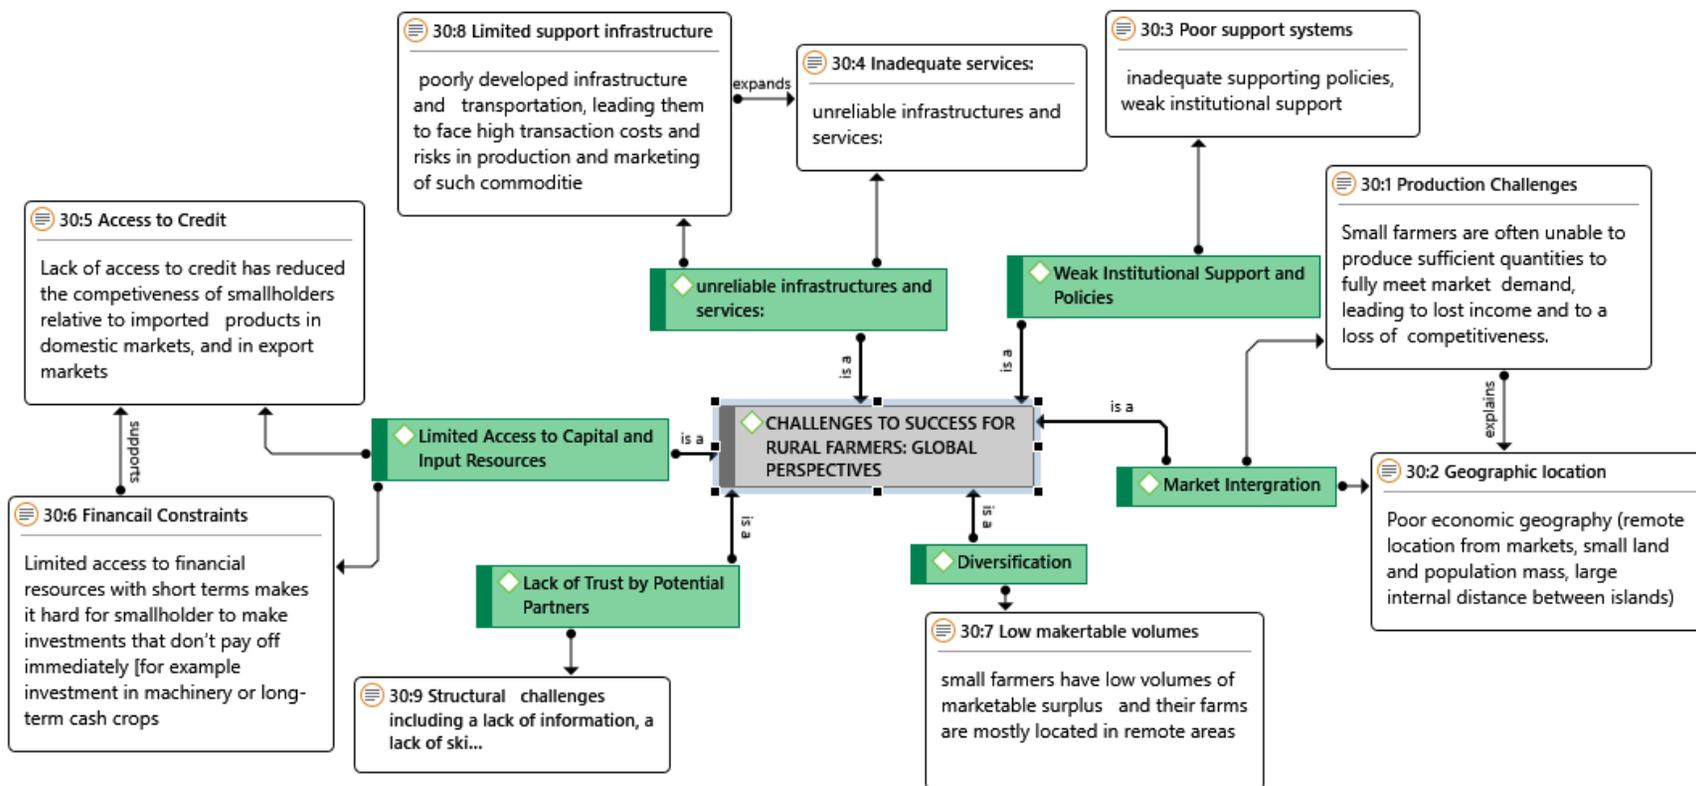 30:8 Limited support infrastructure
poorly developed infrastructure
and transportation, leading them
to face high transaction costs and
risks in production and marketing
of such commoditie
expands
30:4 Inadequate services:
unreliable infrastructures and
services:
30:3 Poor support systems
inadequate supporting policies,
weak institutional support
30:1 Production Challenges
Small farmers are often unable to
produce sufficient quantities to
fully meet market demand,
leading to lost income and to a
loss of competitiveness.
30:5 Access to Credit
Lack of access to credit has reduced
the competiveness of smallholders
relative to imported products in
domestic markets, and in export
markets
unreliable infrastructures and
services:
Weak Institutional Support and
Policies
is a
is a
explains
supports
Limited Access to Capital and
Input Resources
is a
CHALLENGES TO SUCCESS FOR
RURAL FARMERS: GLOBAL
PERSPECTIVES
is a
Market Intergration
30:2 Geographic location
Poor economic geography (remote
location from markets, small land
and population mass, large
internal distance between islands)
30:6 Financail Constraints
Limited access to financial
resources with short terms makes
it hard for smallholder to make
investments that don't pay off
immediately [for example
investment in machinery or long-
term cash crops
is a
is a
Lack of Trust by Potential
Partners
Diversification
30:9 Structural challenges
including a lack of information, a
lack of ski...
30:7 Low makertable volumes
small farmers have low volumes of
marketable surplus and their farms
are mostly located in remote areas